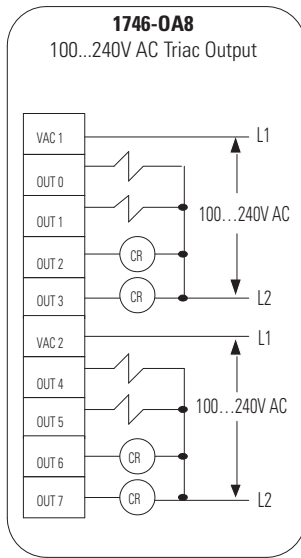 1746-OA8
100...240V AC Triac Output
VAC 1
L1
OUT 0
OUT 1
100...240V AC
OUT 2
CR
OUT 3
CR
L2
VAC 2
L1
OUT 4
OUT 5
100...240V AC
OUT 6
CR
OUT 7
CR
L2